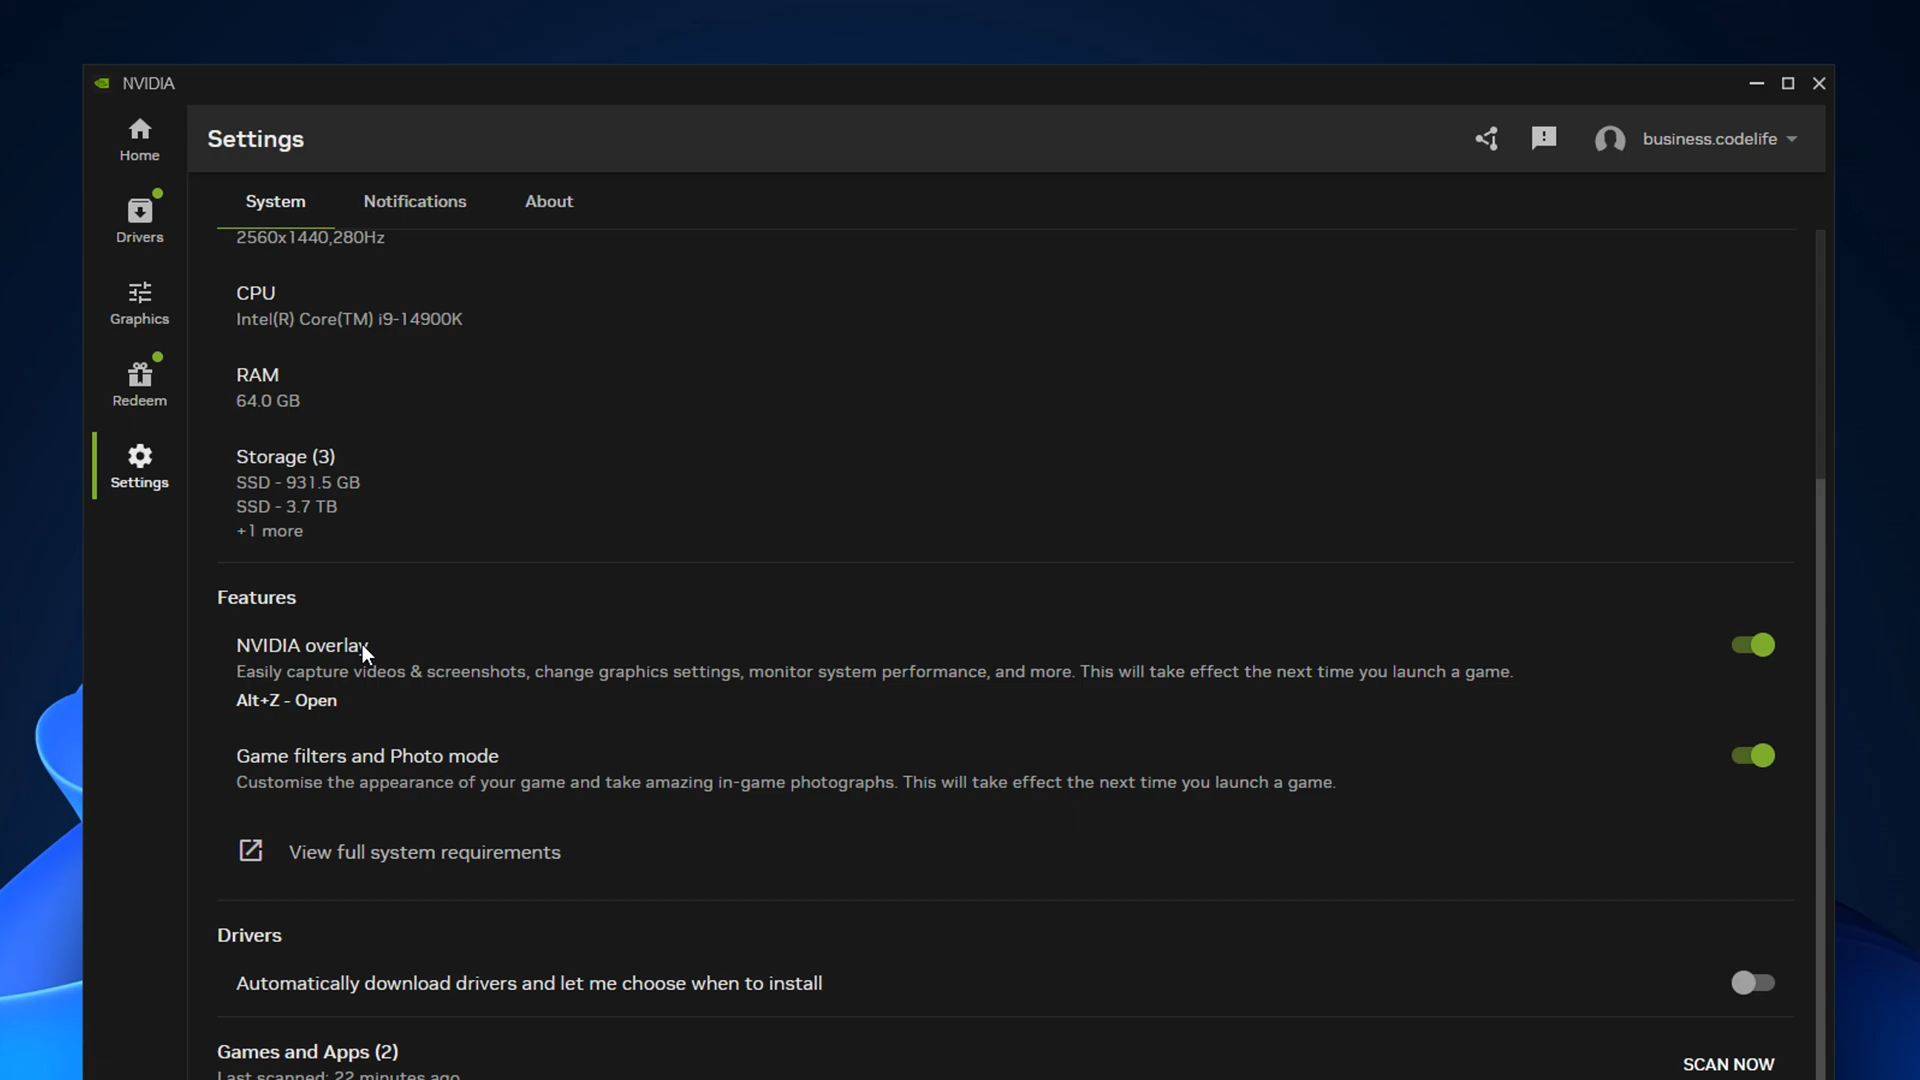 NVIDIA
Home
Settings
business.codelife
Drivers
System
Notifications
About
2560x1440,280Hz
Graphics
CPU
Intel(R) Core(TM) i9-14900K
Redeem
RAM
64.0 GB
Settings
Storage (3)
SSD - 931.5 GB
SSD - 3.7 TB
+1 more
Features
NVIDIA overlay
Easily capture videos & screenshots, change graphics settings, monitor system performance, and more. This will take effect the next time you launch a game.
Alt+Z - Open
Game filters and Photo mode
Customise the appearance of your game and take amazing in-game photographs. This will take effect the next time you launch a game.
View full system requirements
Drivers
Automatically download drivers and let me choose when to install
Games and Apps (2)
SCAN NOW
Last scanned: 22 minutes ago